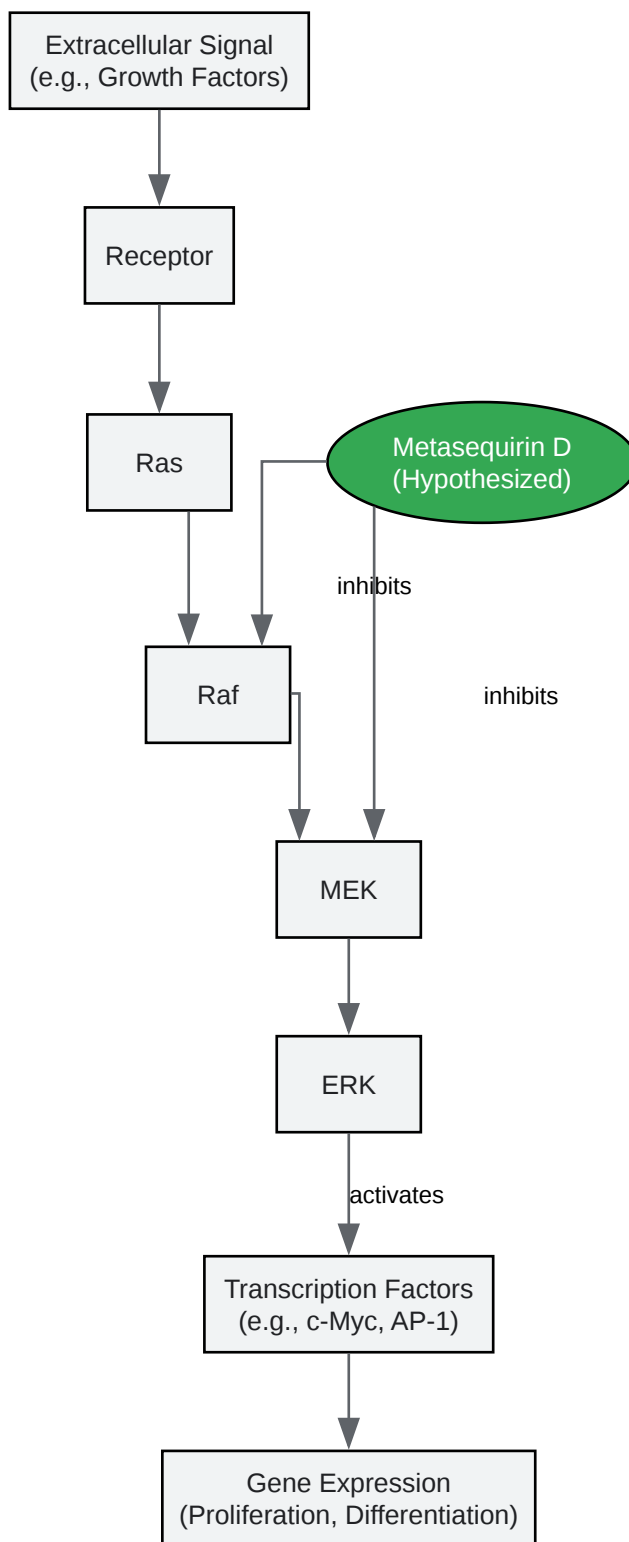 Extracellular Signal
(e.g., Growth Factors)
Receptor
Ras
Metasequirin D
(Hypothesized)
inhibits
Raf
inhibits
MEK
ERK
activates
Transcription Factors
(e.g., c-Myc, AP-1)
Gene Expression
(Proliferation, Differentiation)